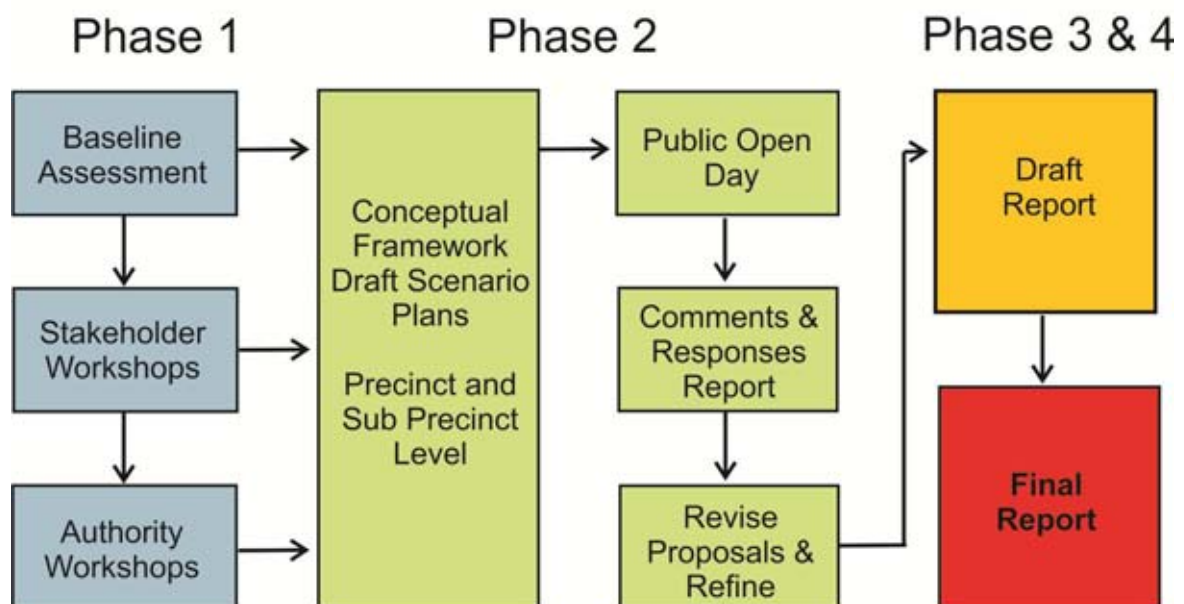 Phase 1
Phase 2
Phase 3 & 4
Baseline
Assessment
Stakeholder
Workshops
Authority
Workshops
Conceptual
Framework
Draft Scenario
Plans
Precinct and
Sub Precinct
Level
Public Open
Day
Comments &
Responses
Report
Revise
Proposals &
Refine
Draft
Report
Final
Report